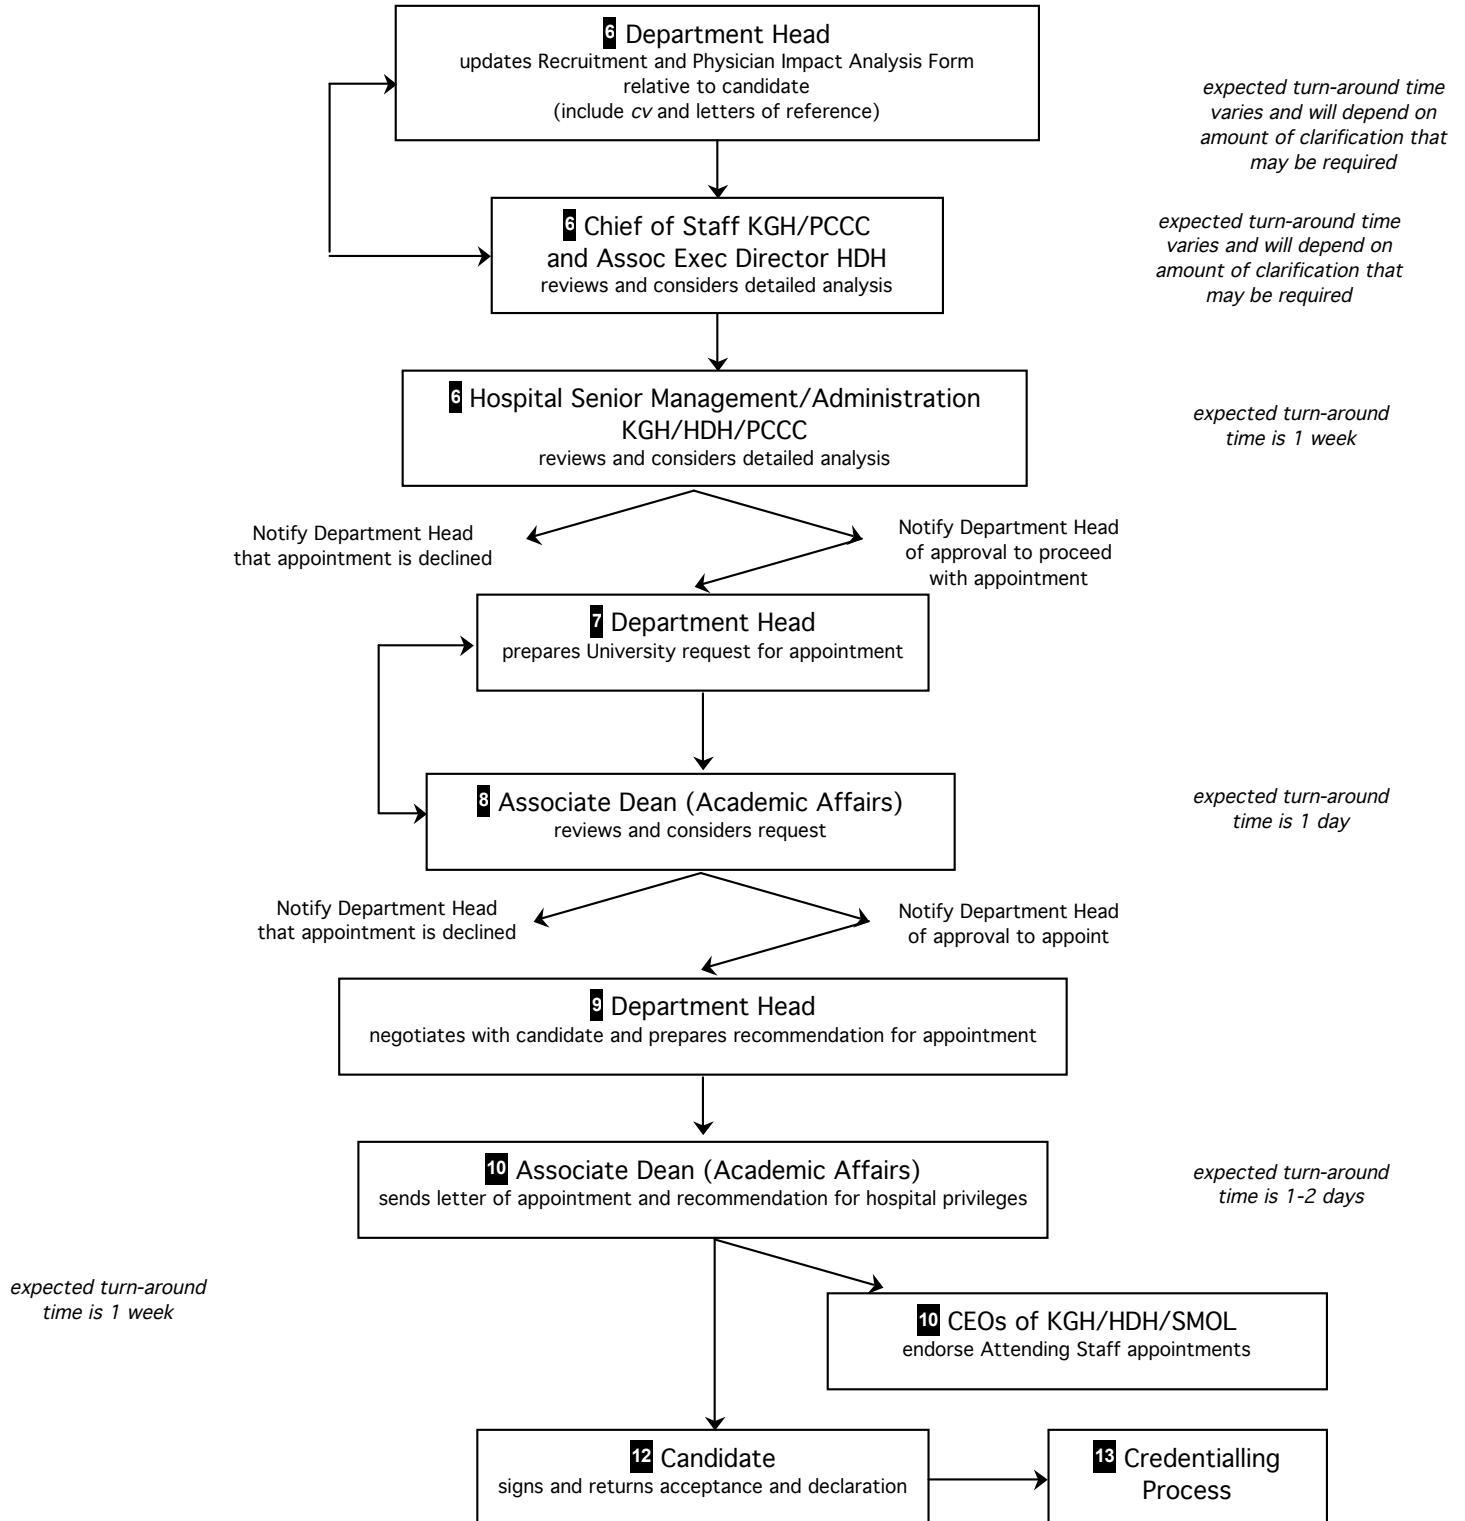 6 Department Head
updates Recruitment and Physician Impact Analysis Form
relative to candidate
(include cv and letters of reference)
expected turn-around time
varies and will depend on
amount of clarification that
may be required
6 Chief of Staff KGH/PCCC
and Assoc Exec Director HDH
reviews and considers detailed analysis
expected turn-around time
varies and will depend on
amount of clarification that
may be required
6 Hospital Senior Management/Administration
KGH/HDH/PCCC
reviews and considers detailed analysis
expected turn-around
time is 1 week
Notify Department Head
that appointment is declined
Notify Department Head
of approval to proceed
with appointment
7 Department Head
prepares University request for appointment
8 Associate Dean (Academic Affairs)
reviews and considers request
expected turn-around
time is 1 day
Notify Department Head
that appointment is declined
Notify Department Head
of approval to appoint
9 Department Head
negotiates with candidate and prepares recommendation for appointment
10 Associate Dean (Academic Affairs)
sends letter of appointment and recommendation for hospital privileges
expected turn-around
time is 1-2 days
expected turn-around
time is 1 week
10 CEOs of KGH/HDH/SMOL
endorse Attending Staff appointments
12 Candidate
signs and returns acceptance and declaration
13 Credentialling
Process